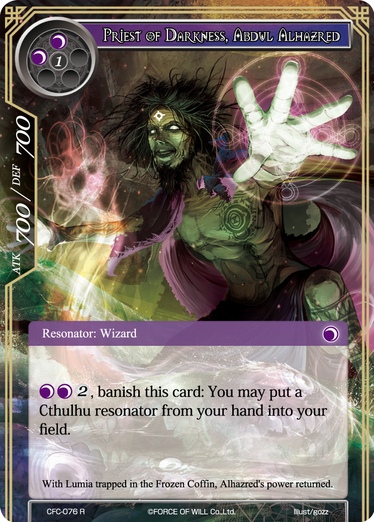 Priest of Darkness, Abdul Alhazred
1
ATK 700 / DEF 700
Resonator: Wizard
2, banish this card: You may put a
Cthulhu resonator from your hand into your
field.
With Lumia trapped in the Frozen Coffin, Alhazred's power returned.
CFC-076 R ©FORCE OF WILL Co.,Ltd. Illust/gozz